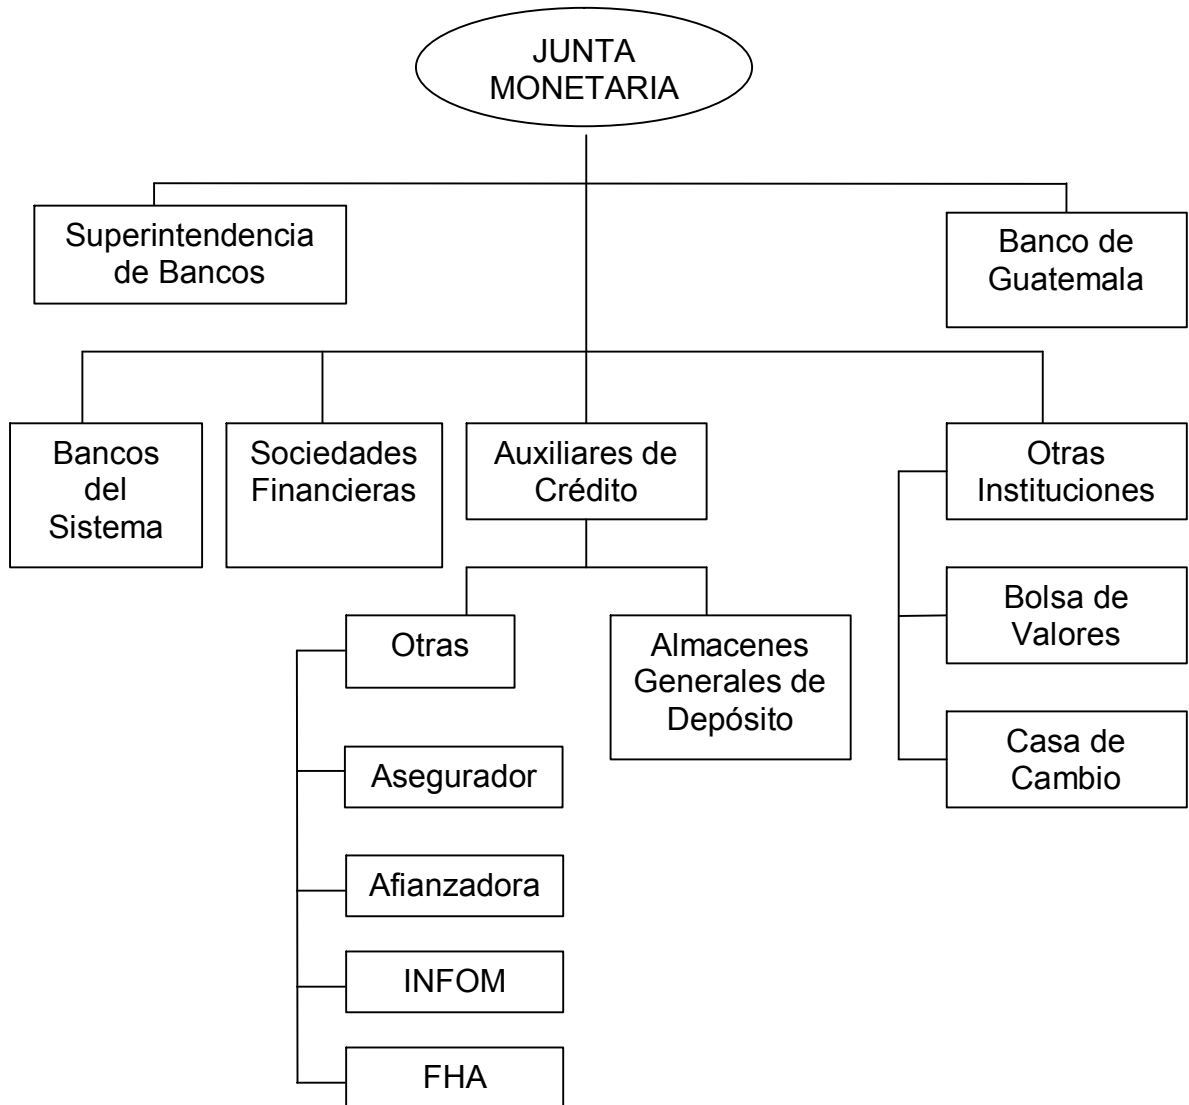 JUNTA
MONETARIA
Superintendencia
de Bancos
Banco de
Guatemala
Bancos
del
Sistema
Sociedades
Financieras
Auxiliares de
Crédito
Otras
Instituciones
Otras
Almacenes
Generales de
Depósito
Bolsa de
Valores
Casa de
Cambio
Asegurador
Afianzadora
INFOM
FHA